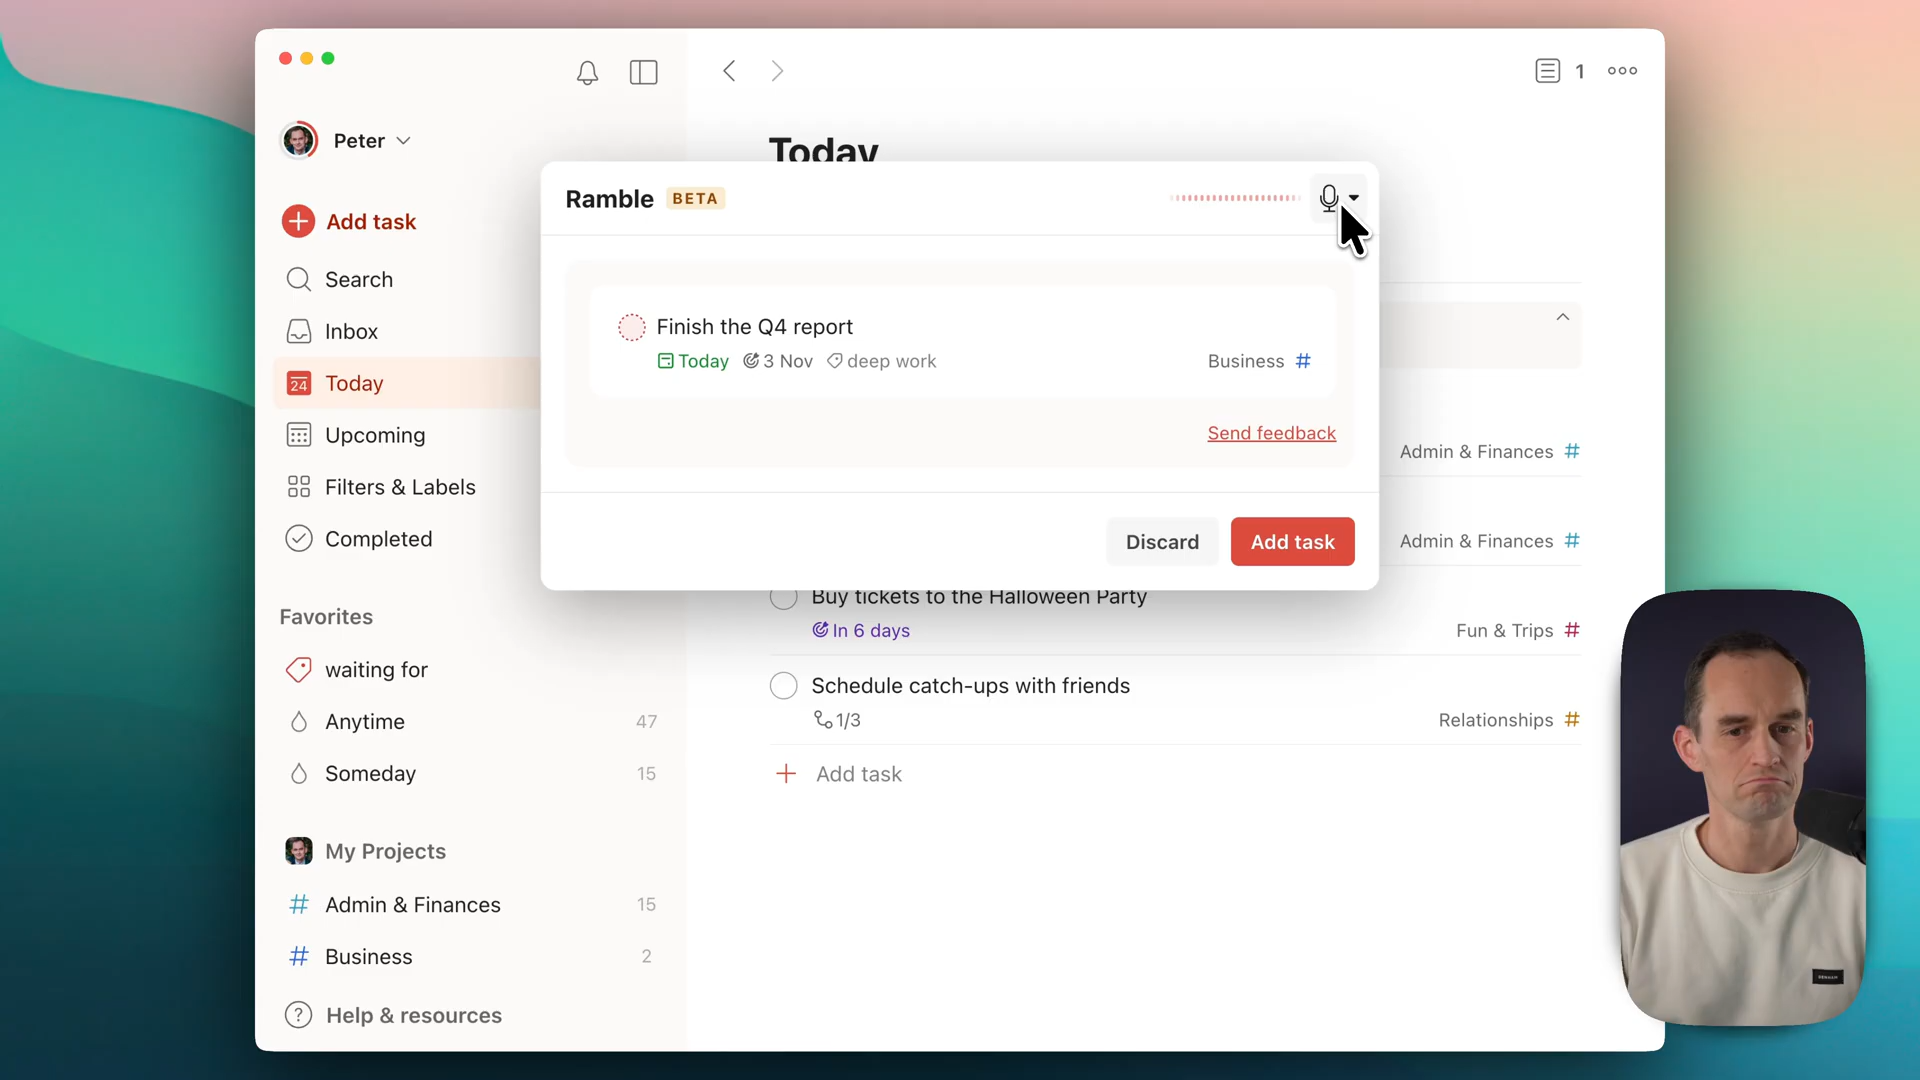 Peter
Add task
Search
Inbox
24
Today
Upcoming
Filters & Labels
Completed
Favorites
waiting for
Anytime 47
Someday 15
My Projects
# Admin & Finances 15
# Business 2
? Help & resources
1
Today
Ramble BETA
Finish the Q4 report
Today 3 Nov deep work Business #
Send feedback
Discard Add task
Admin & Finances #
Admin & Finances #
Buy tickets to the Halloween Party
In 6 days Fun & Trips #
Schedule catch-ups with friends
1/3 Relationships #
+ Add task